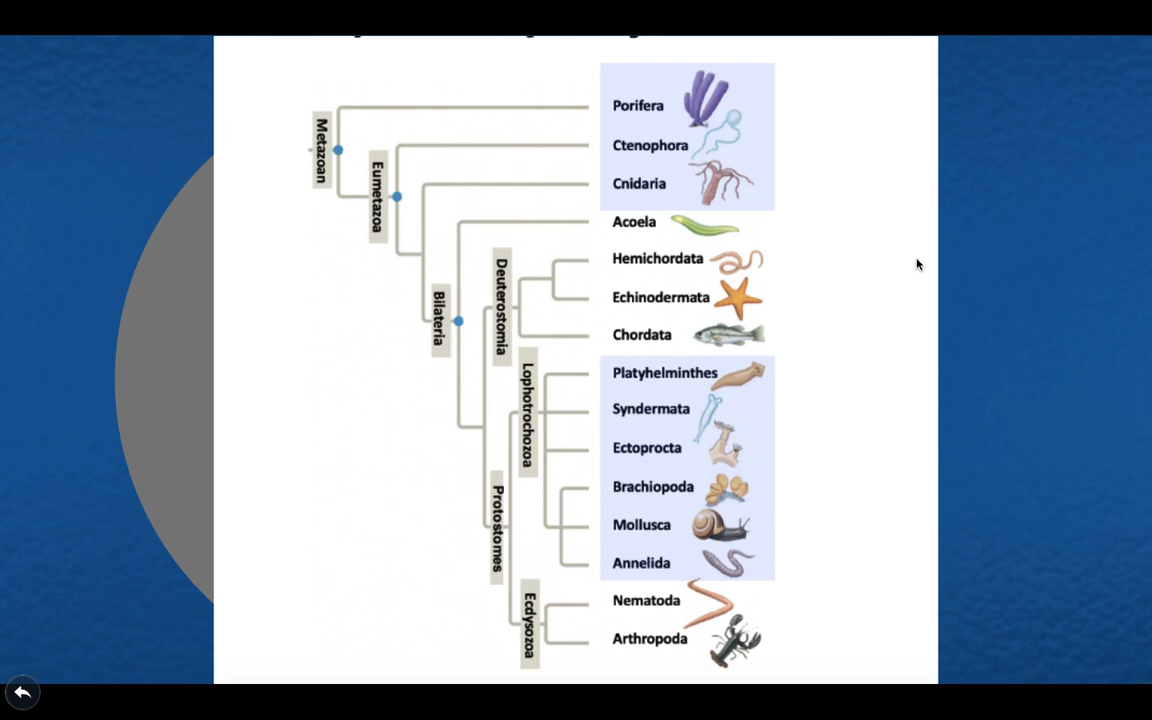 Metazoan
Eumetazoa
Bilateria
Deuterostomia
Lophotrochozoa
Protostomes
Ecdysozoa
Porifera
Ctenophora
Cnidaria
Acoela
Hemichordata
Echinodermata
Chordata
Platyhelminthes
Syndermata
Ectoprocta
Brachiopoda
Mollusca
Annelida
Nematoda
Arthropoda